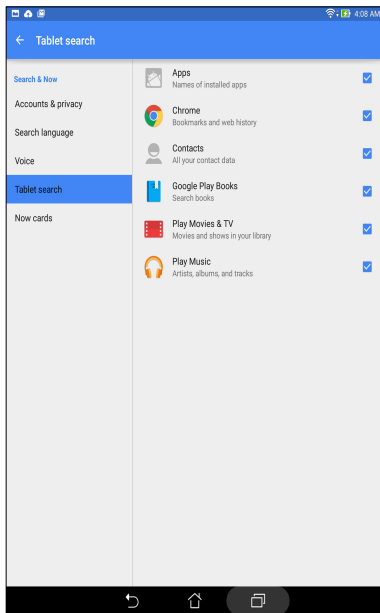 4:08 AM
Tablet search
Search & Now
Accounts & privacy
Search language
Voice
Tablet search
Now cards
Apps
Names of installed apps
Chrome
Bookmarks and web history
Contacts
All your contact data
Google Play Books
Search books
Play Movies & TV
Movies and shows in your library
Play Music
Artists, albums, and tracks